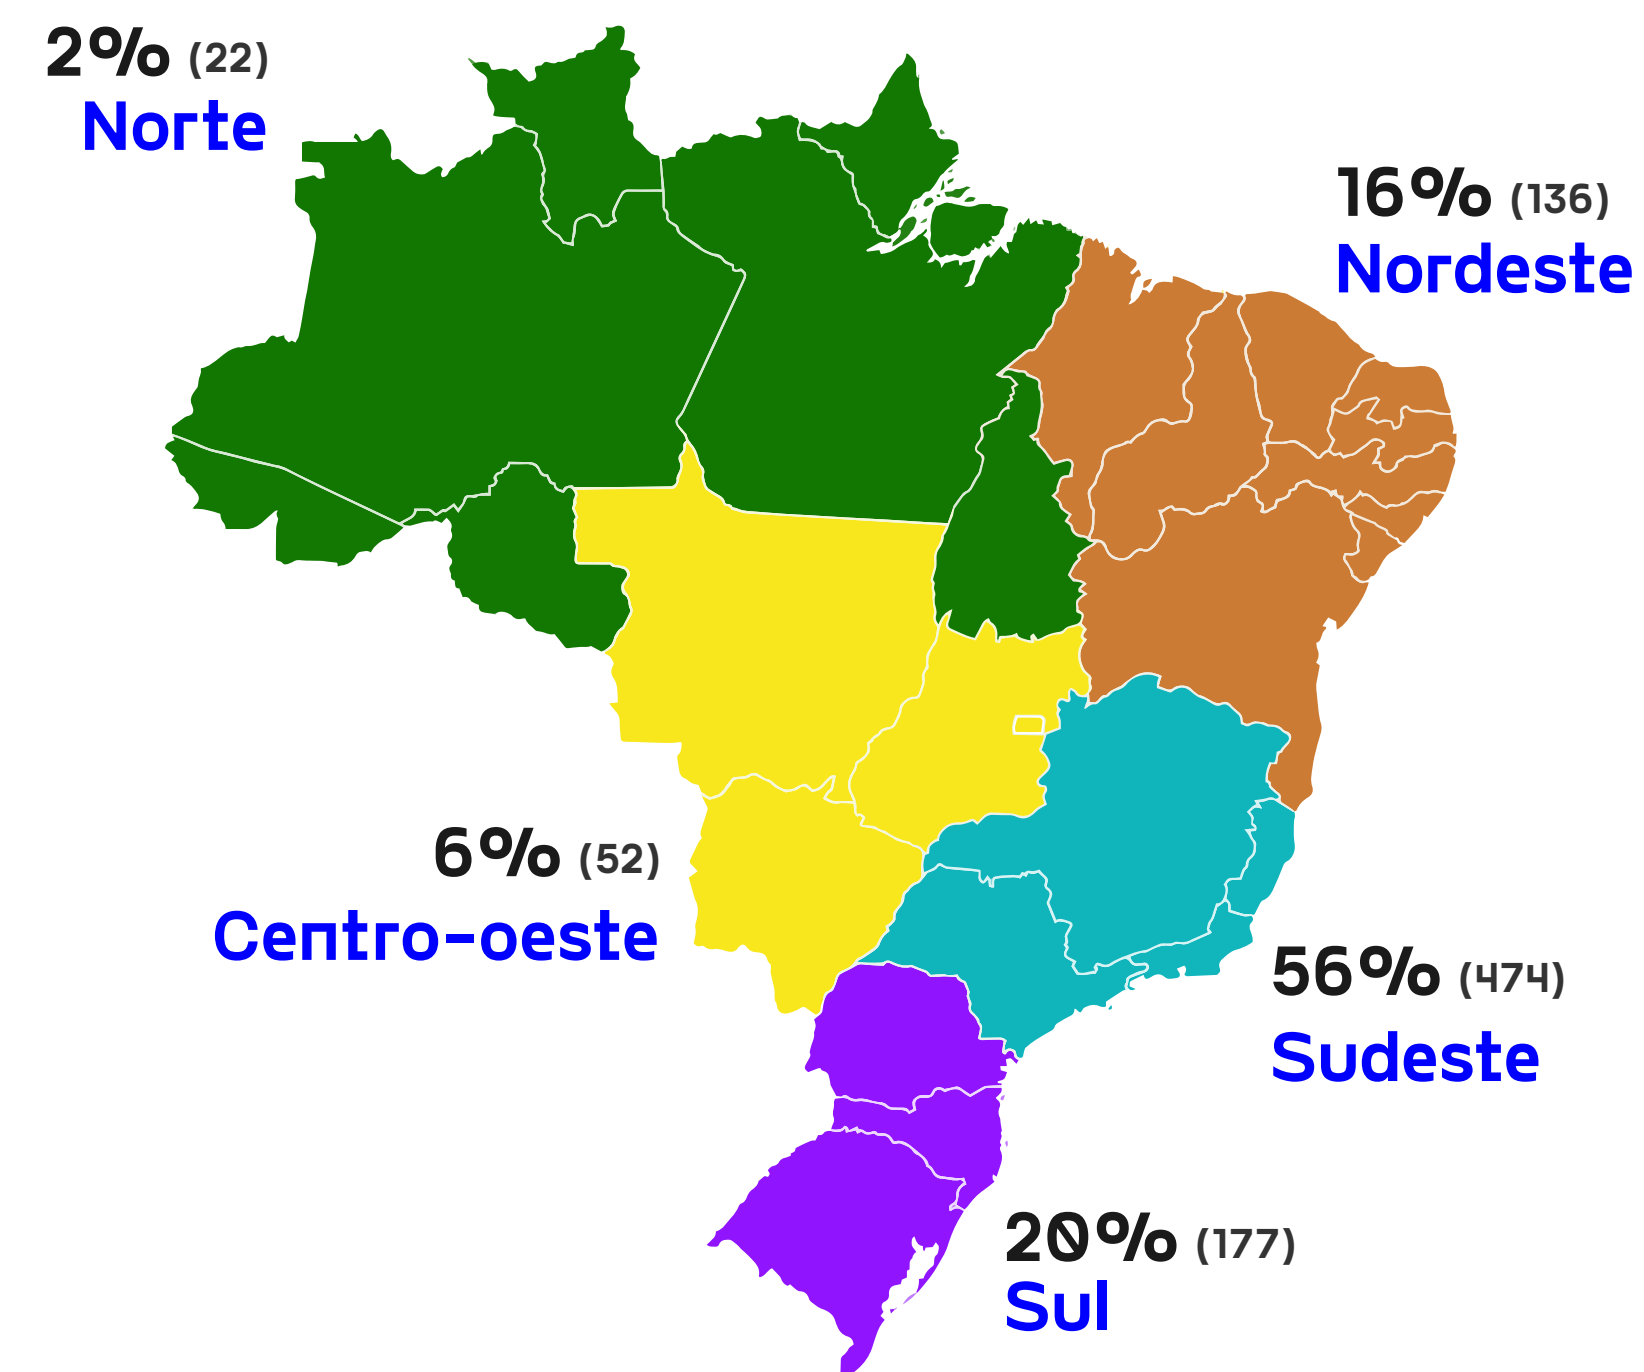 2% (22)
Norte
16% (136)
Nordeste
6% (52)
Centro-oeste
56% (474)
Sudeste
20% (177)
Sul